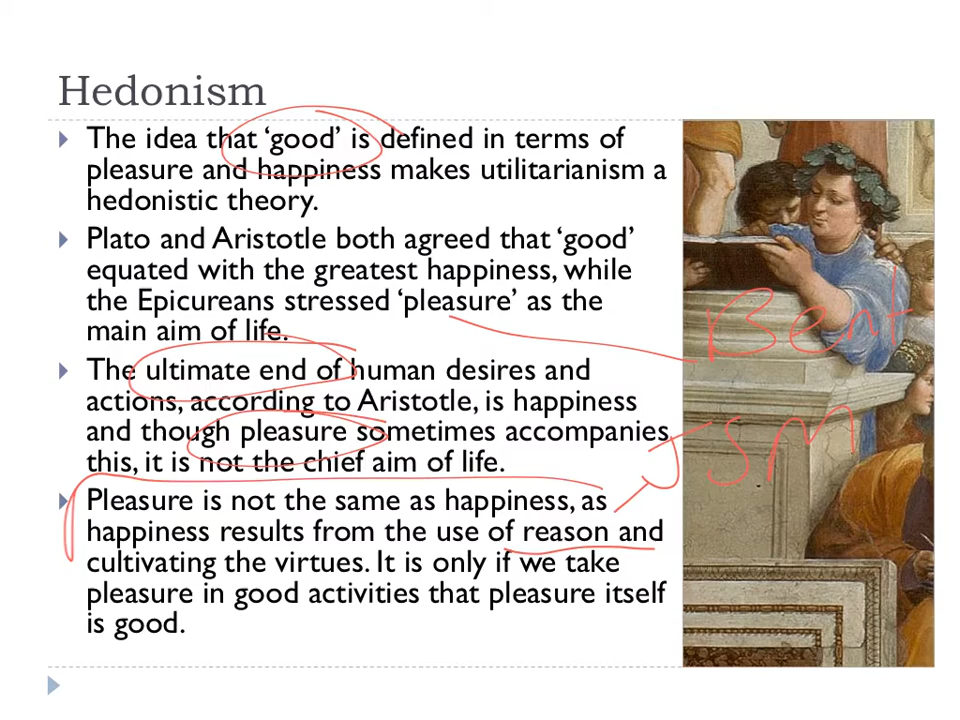 Hedonism
The idea that ‘good’ is defined in terms of
pleasure and happiness makes utilitarianism a
hedonistic theory.
Plato and Aristotle both agreed that ‘good’
equated with the greatest happiness, while
the Epicureans stressed ‘pleasure’ as the
main aim of life.
The ultimate end of human desires and
actions, according to Aristotle, is happiness
and though pleasure sometimes accompanies
this, it is not the chief aim of life.
Pleasure is not the same as happiness, as
happiness results from the use of reason and
cultivating the virtues. It is only if we take
pleasure in good activities that pleasure itself
is good.
Bent
JSM